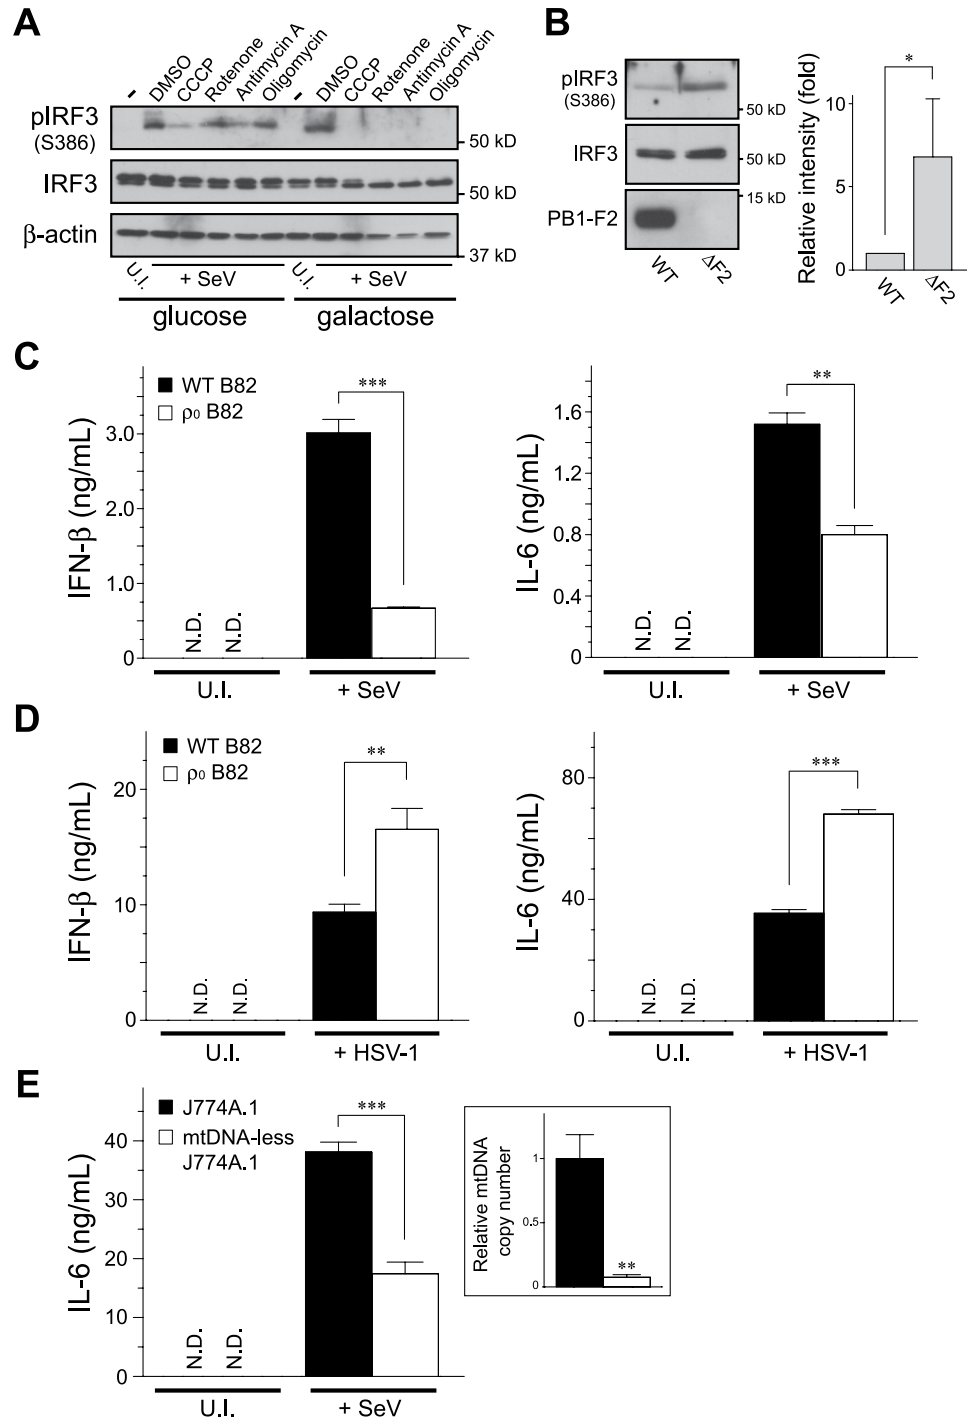 A
-
DMSO
CCCP
Rotenone
Antimycin A
Oligomycin
-
DMSO
CCCP
Rotenone
Antimycin A
Oligomycin
pIRF3
(S386)
50 kD
IRF3
50 kD
β-actin
37 kD
U.I.
+ SeV
U.I.
+ SeV
glucose
galactose
B
pIRF3
(S386)
50 kD
IRF3
50 kD
15 kD
PB1-F2
WT
ΔF2
Relative intensity (fold)
10
5
0
*
WT
ΔF2
C
WT B82
ρ0 B82
IFN-β (ng/mL)
3.0
2.0
1.0
0
***
N.D.
N.D.
U.I.
+ SeV
IL-6 (ng/mL)
1.6
1.2
0.8
0.4
0
**
N.D.
N.D.
U.I.
+ SeV
D
WT B82
ρ0 B82
IFN-β (ng/mL)
20
10
0
**
N.D.
N.D.
U.I.
+ HSV-1
IL-6 (ng/mL)
80
40
0
***
N.D.
N.D.
U.I.
+ HSV-1
E
J774A.1
mtDNA-less
J774A.1
IL-6 (ng/mL)
40
30
20
10
0
***
N.D.
N.D.
U.I.
+ SeV
Relative mtDNA
copy number
1
0.5
0
**